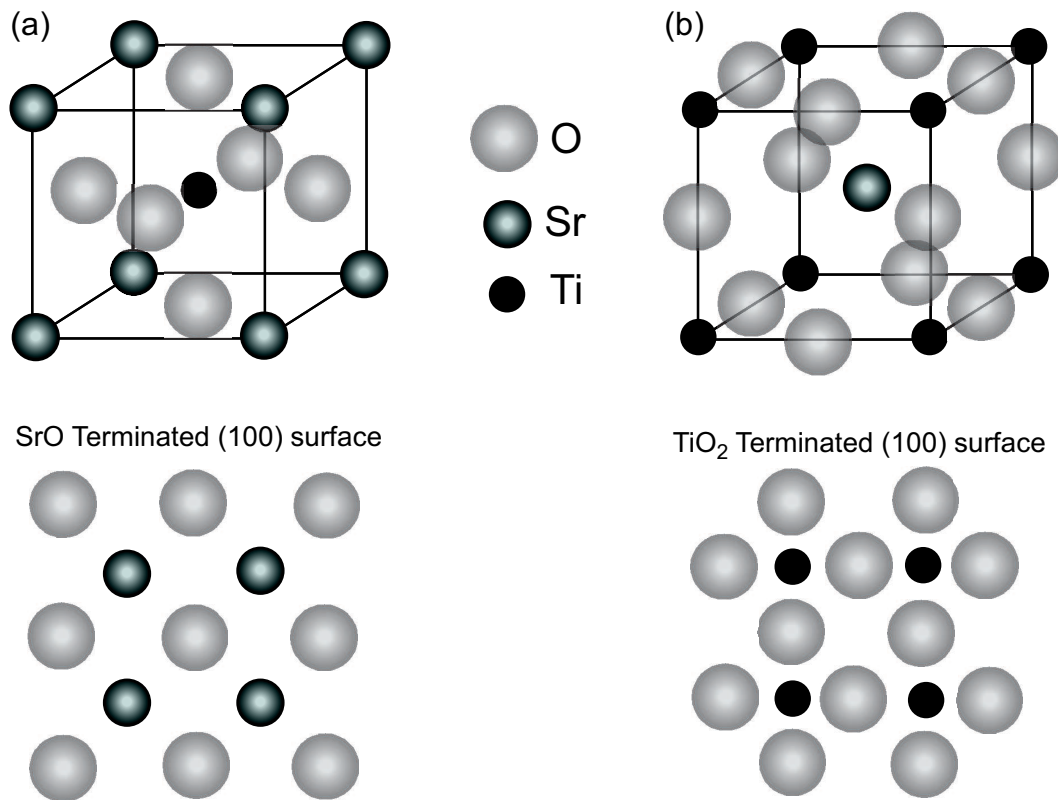 (a)
(b)
O
Sr
Ti
SrO Terminated (100) surface
TiO₂ Terminated (100) surface